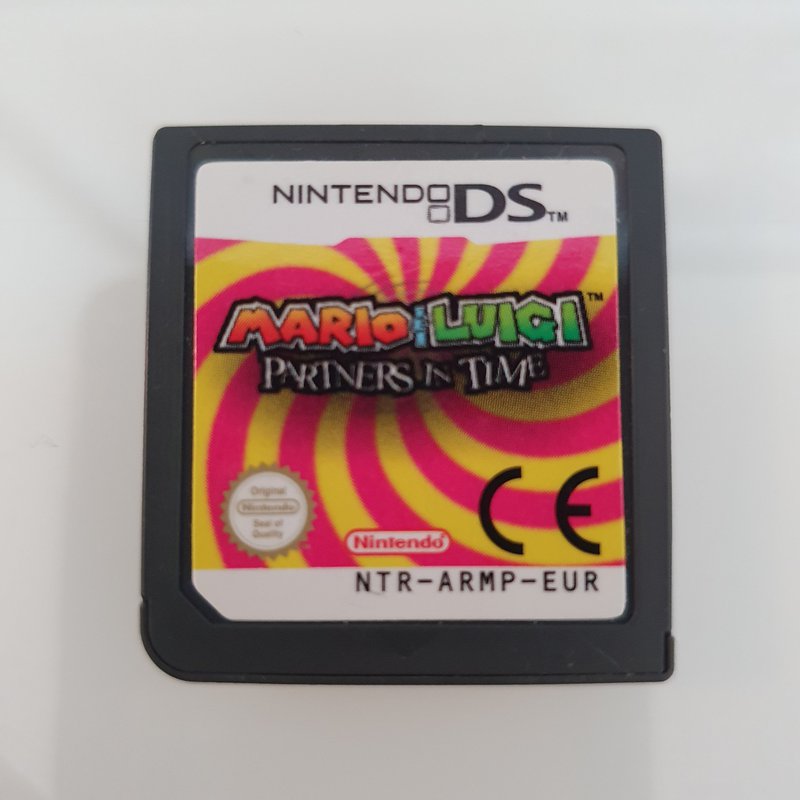 NINTENDO DS™
MARIO & LUIGI™
PARTNERS IN TIME
Original
Nintendo
Seal of
Quality
Nintendo®
CE
NTR-ARMP-EUR